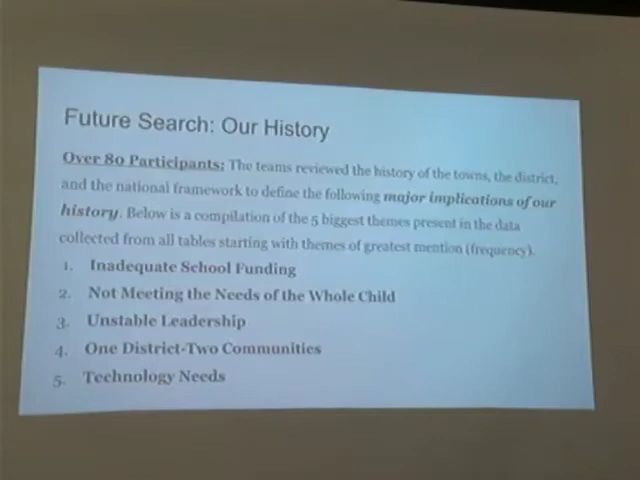 Future Search: Our History
Over 80 Participants: The teams reviewed the history of the towns, the district,
and the national framework to define the following major implications of our
history. Below is a compilation of the 5 biggest themes present in the data
collected from all tables starting with themes of greatest mention (frequency).
1. Inadequate School Funding
2. Not Meeting the Needs of the Whole Child
3. Unstable Leadership
4. One District-Two Communities
5. Technology Needs